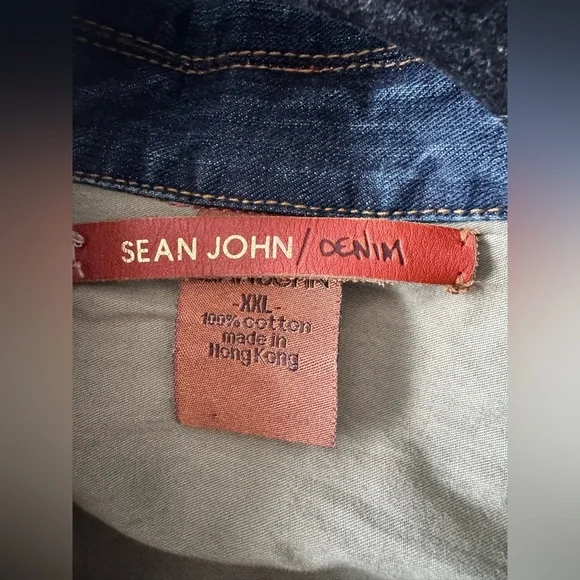 SEAN JOHN/DENIM
-XXL-
100% cotton
made in
Hong Kong